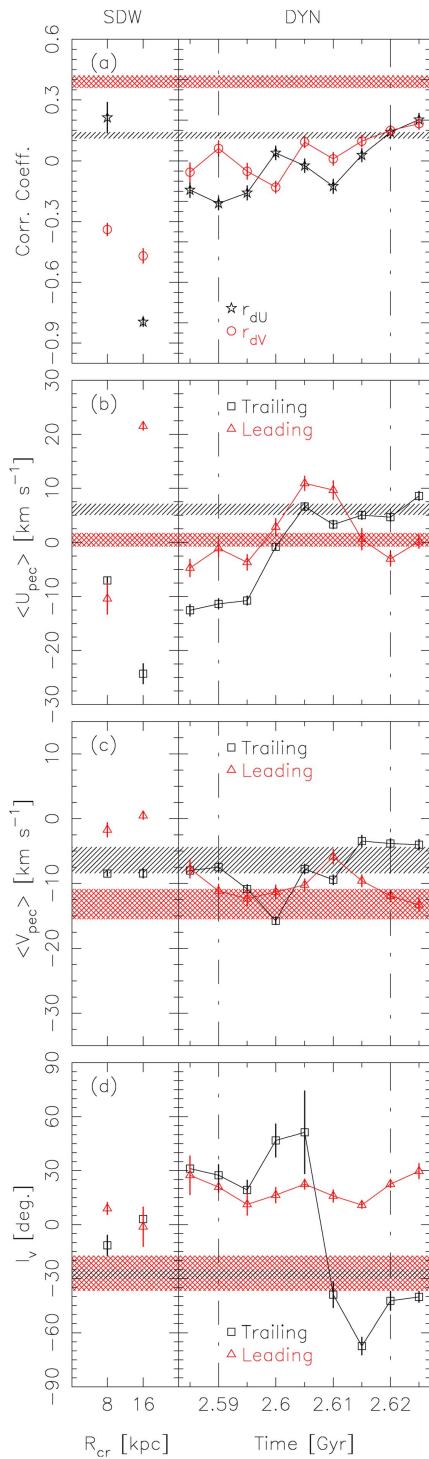 SDW DYN
(a)
0.6
0.3
0
−0.3
−0.6
−0.9
Corr. Coeff.
r_dU
r_dV
(b)
30
20
10
0
−10
−20
−30
<U_pec> [km s⁻¹]
Trailing
Leading
(c)
10
0
−10
−20
−30
<V_pec> [km s⁻¹]
Trailing
Leading
(d)
90
60
30
0
−30
−60
−90
l_v [deg.]
Trailing
Leading
8 16 2.59 2.6 2.61 2.62
R_cr [kpc] Time [Gyr]